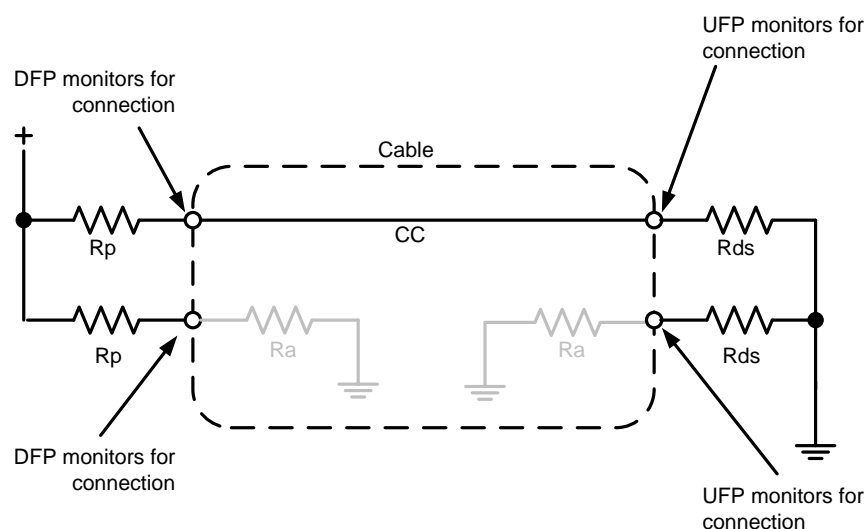 UFP monitors for
connection
DFP monitors for
connection
+
Cable
Rp
CC
Rds
Rp
Ra
Ra
Rds
DFP monitors for
connection
UFP monitors for
connection